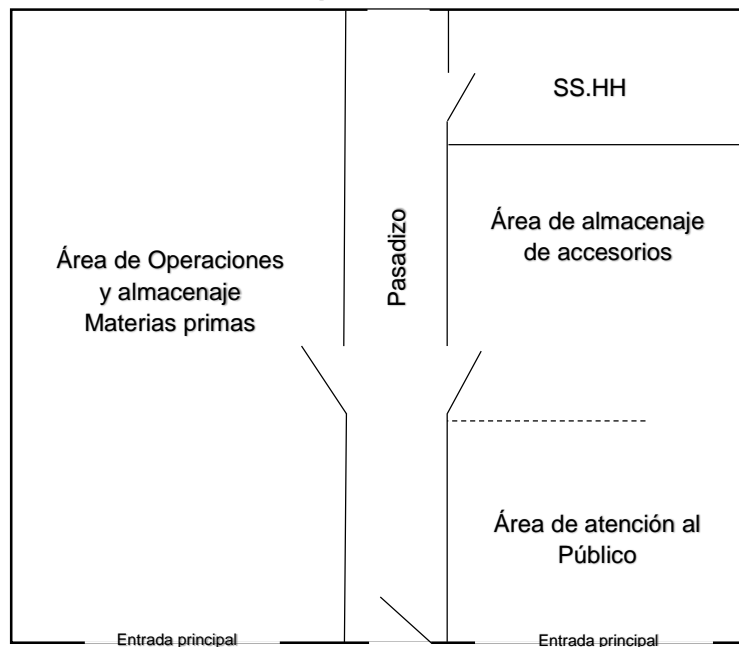 SS.HH
Área de almacenaje
de accesorios
Pasadizo
Área de Operaciones
y almacenaje
Materias primas
Área de atención al
Público
Entrada principal
Entrada principal